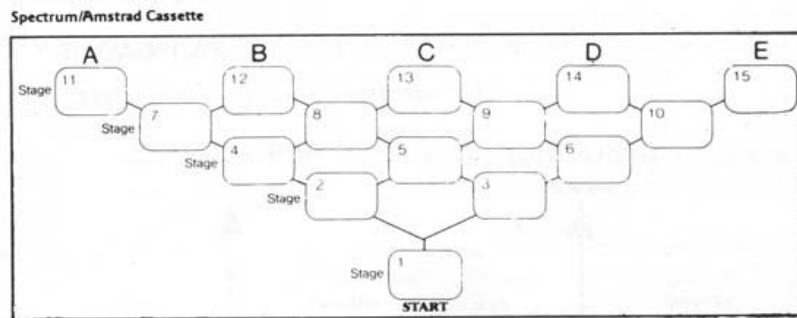 Spectrum/Amstrad Cassette
A B C D E
Stage 11 12 13 14 15
Stage 7 8 9 10
Stage 4 5 6
Stage 2 3
Stage 1
START